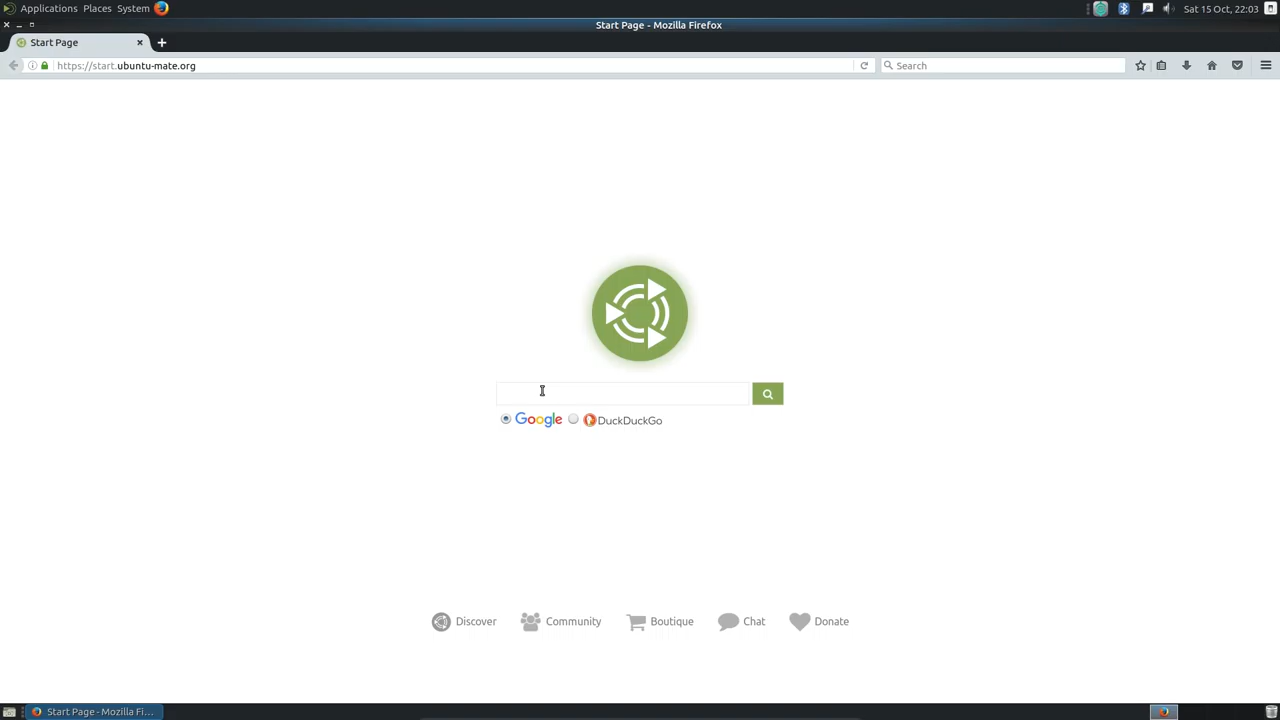 Applications Places System Sat 15 Oct, 22:03
Start Page - Mozilla Firefox
Start Page
https://start.ubuntu-mate.org Search
Google DuckDuckGo
Discover Community Boutique Chat Donate
Start Page - Mozilla Fi...